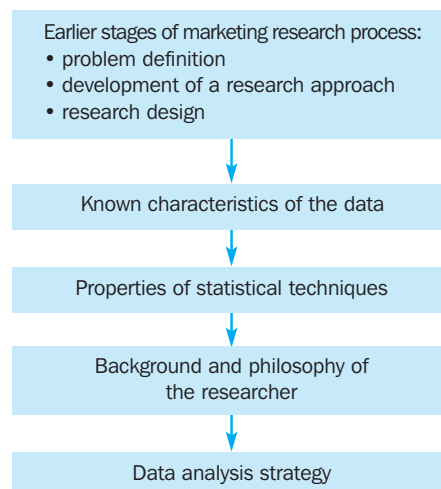 Earlier stages of marketing research process:
• problem definition
• development of a research approach
• research design
Known characteristics of the data
Properties of statistical techniques
Background and philosophy of
the researcher
Data analysis strategy